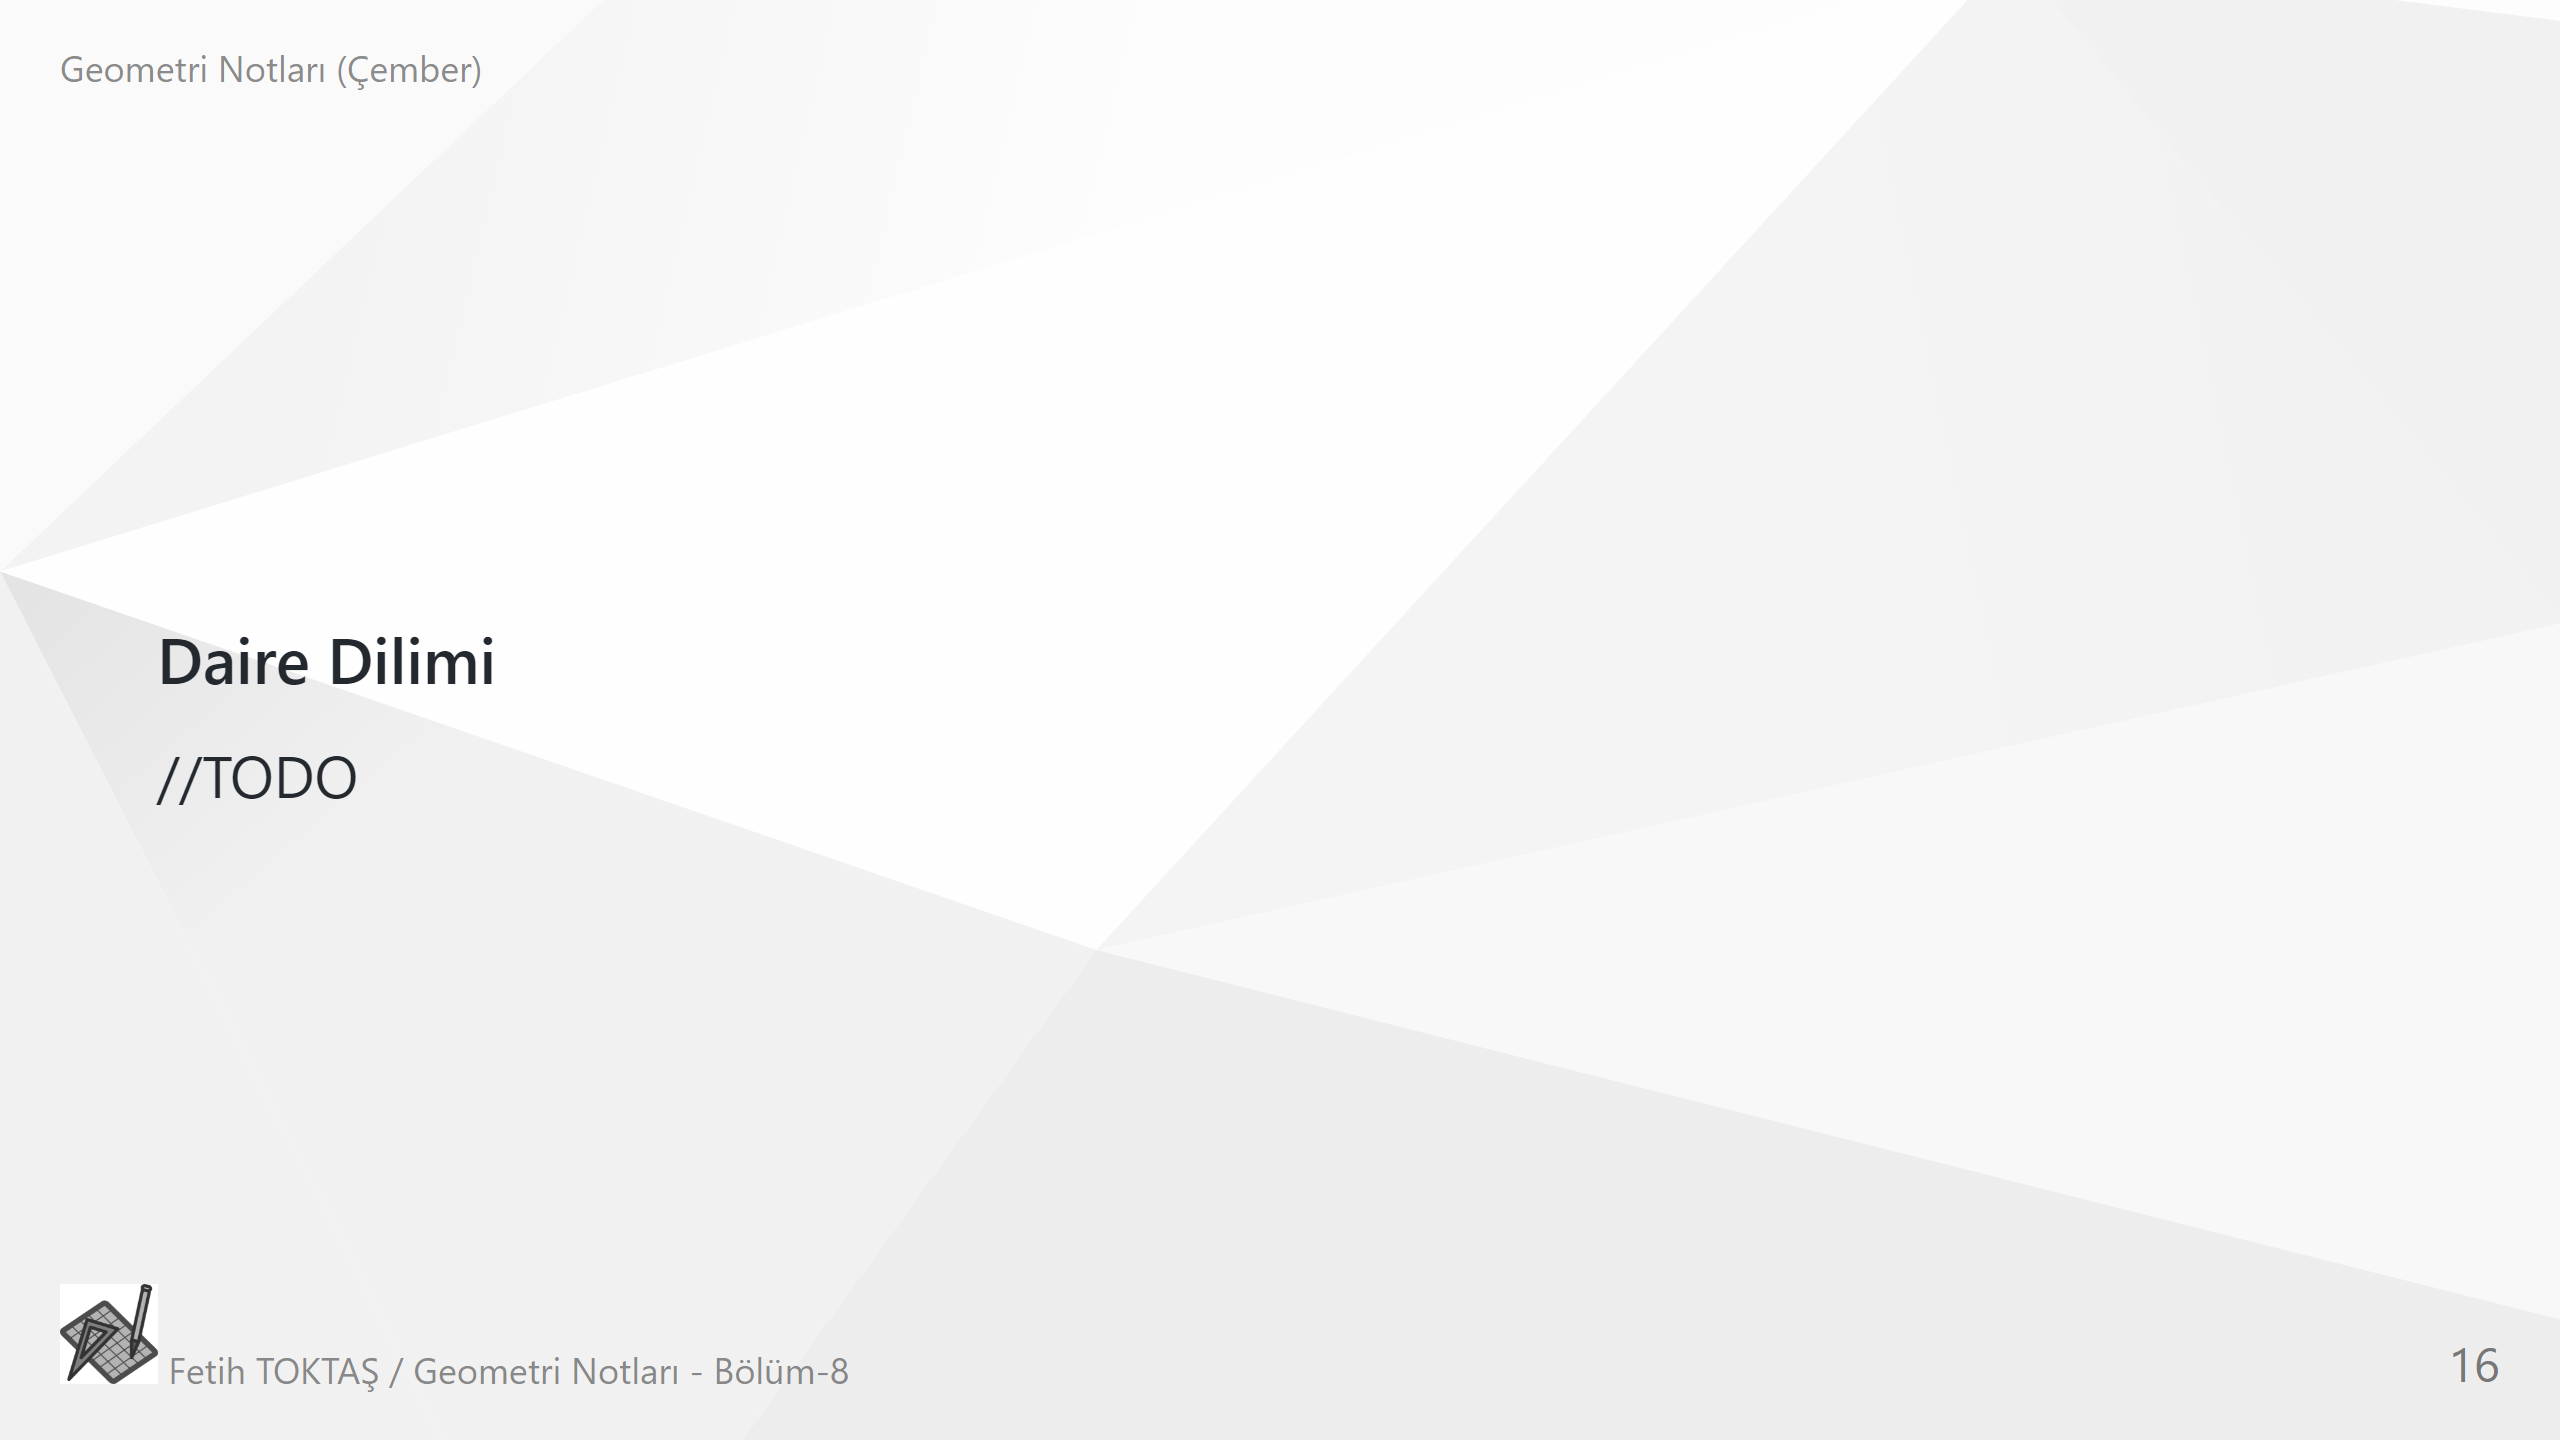 Geometri Notları (Çember)
Daire Dilimi
//TODO
Fetih TOKTAŞ / Geometri Notları - Bölüm-8
16